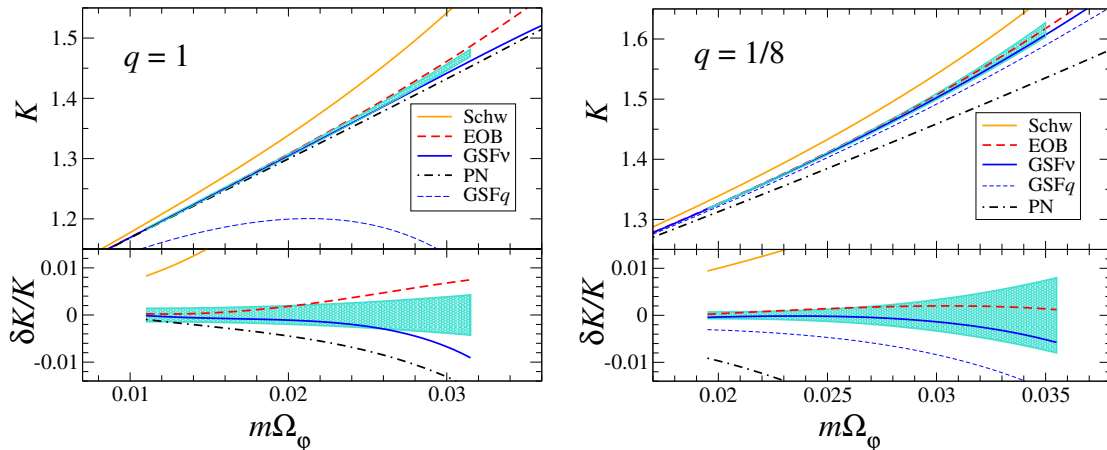 q = 1
K
1.5
1.4
1.3
1.2
Schw
EOB
GSFν
PN
GSFq
δK/K
0.01
0
-0.01
0.01
0.02
0.03
mΩφ
q = 1/8
K
1.6
1.5
1.4
1.3
Schw
EOB
GSFν
GSFq
PN
δK/K
0.01
0
-0.01
0.02
0.025
0.03
0.035
mΩφ